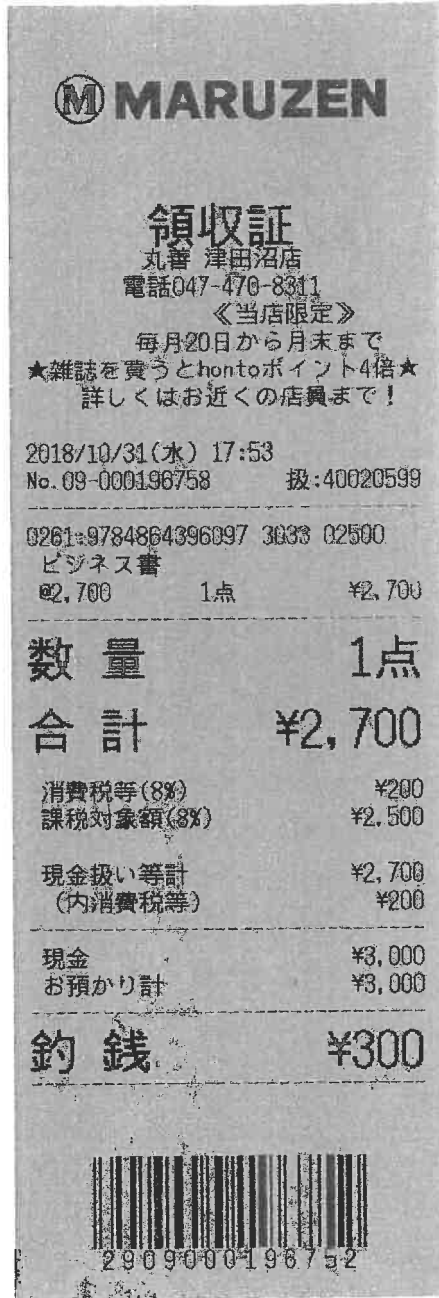 Ⓜ MARUZEN
領収証
丸善 津田沼店
電話047-470-8311
《当店限定》
毎月20日から月末まで
★雑誌を買うとhontoポイント4倍★
詳しくはお近くの店員まで!
2018/10/31(水) 17:53
No.09-000196758 扱:40020599
0261:9784864396097 3033 02500
ビジネス書
@2,700 1点 ¥2,700
数 量 1点
合 計 ¥2,700
消費税等(8%) ¥200
課税対象額(8%) ¥2,500
現金扱い等計 ¥2,700
(内消費税等) ¥200
現金 ¥3,000
お預かり計 ¥3,000
釣 銭 ¥300
2909000196752